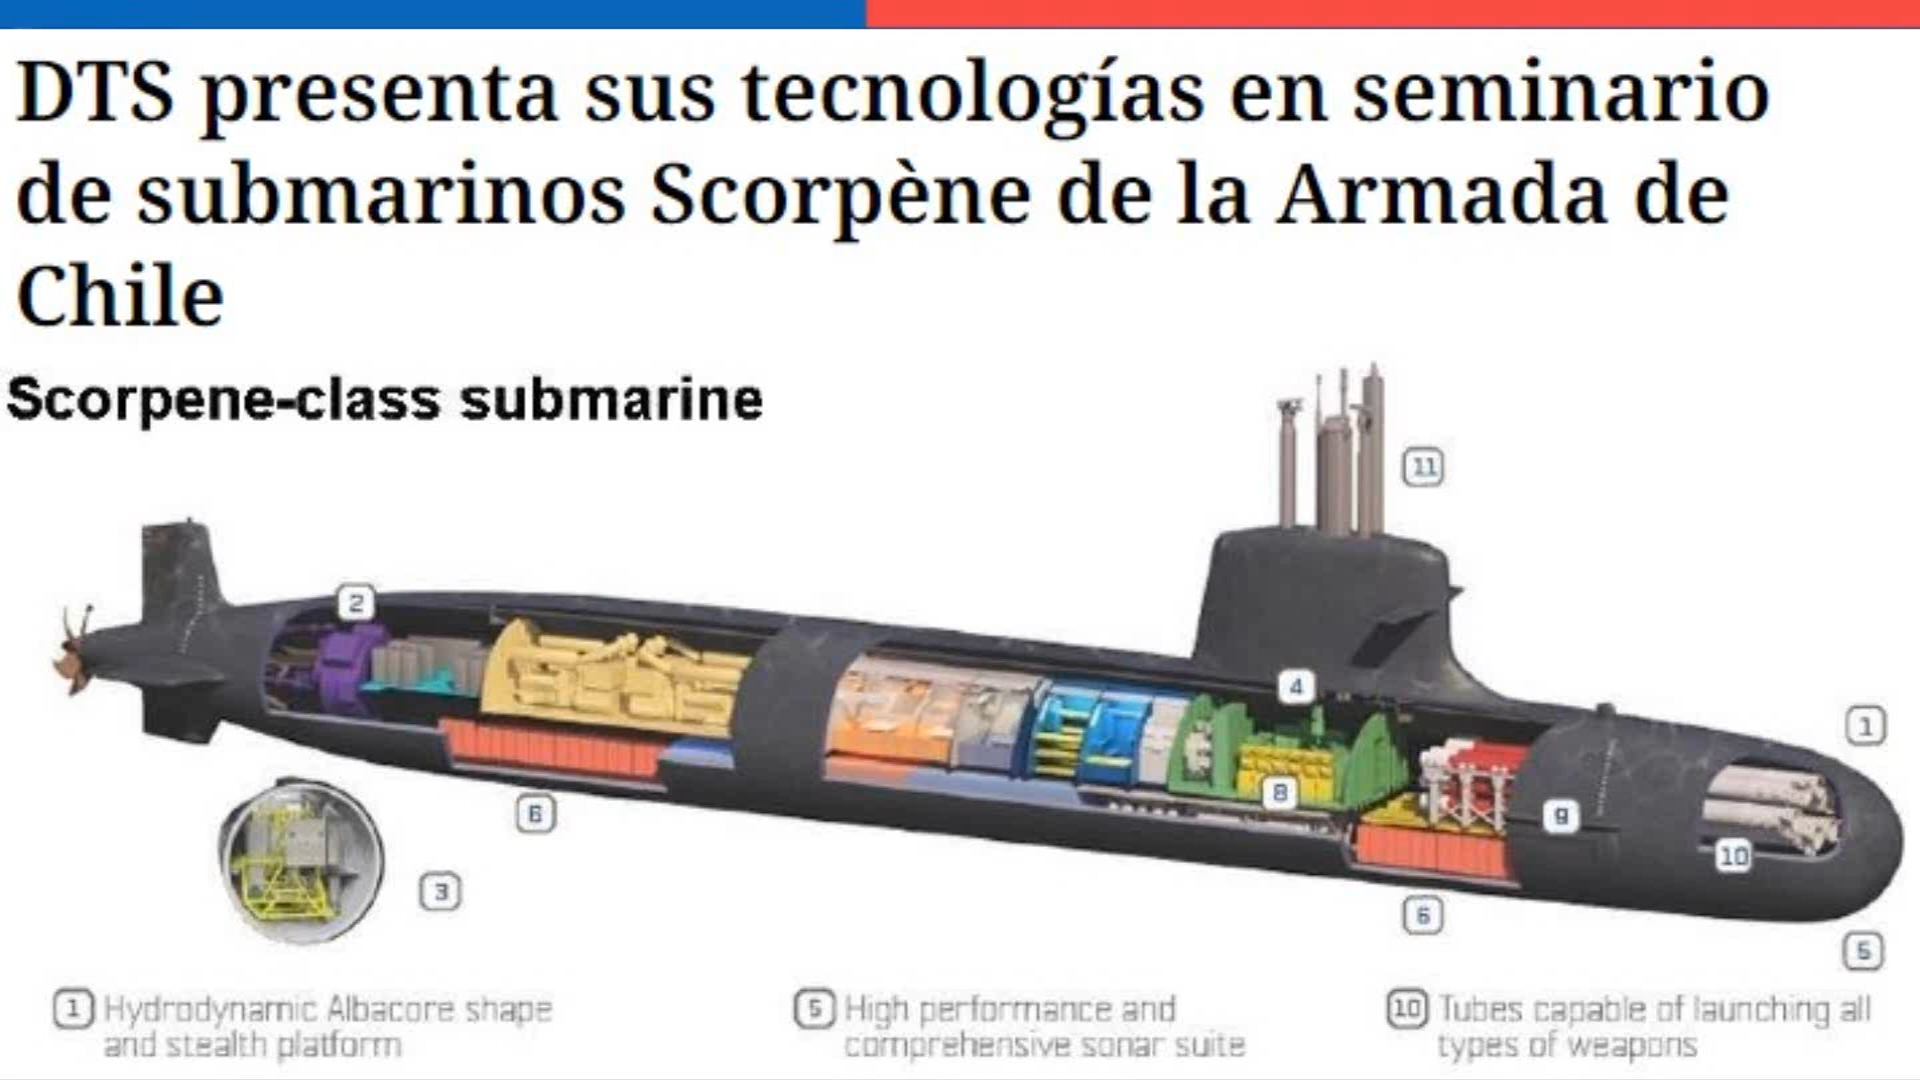 DTS presenta sus tecnologías en seminario
de submarinos Scorpène de la Armada de
Chile
Scorpene-class submarine
11
2
4
1
8
6
9
10
3
6
5
1 Hydrodynamic Albacore shape
and stealth platform
5 High performance and
comprehensive sonar suite
10 Tubes capable of launching all
types of weapons